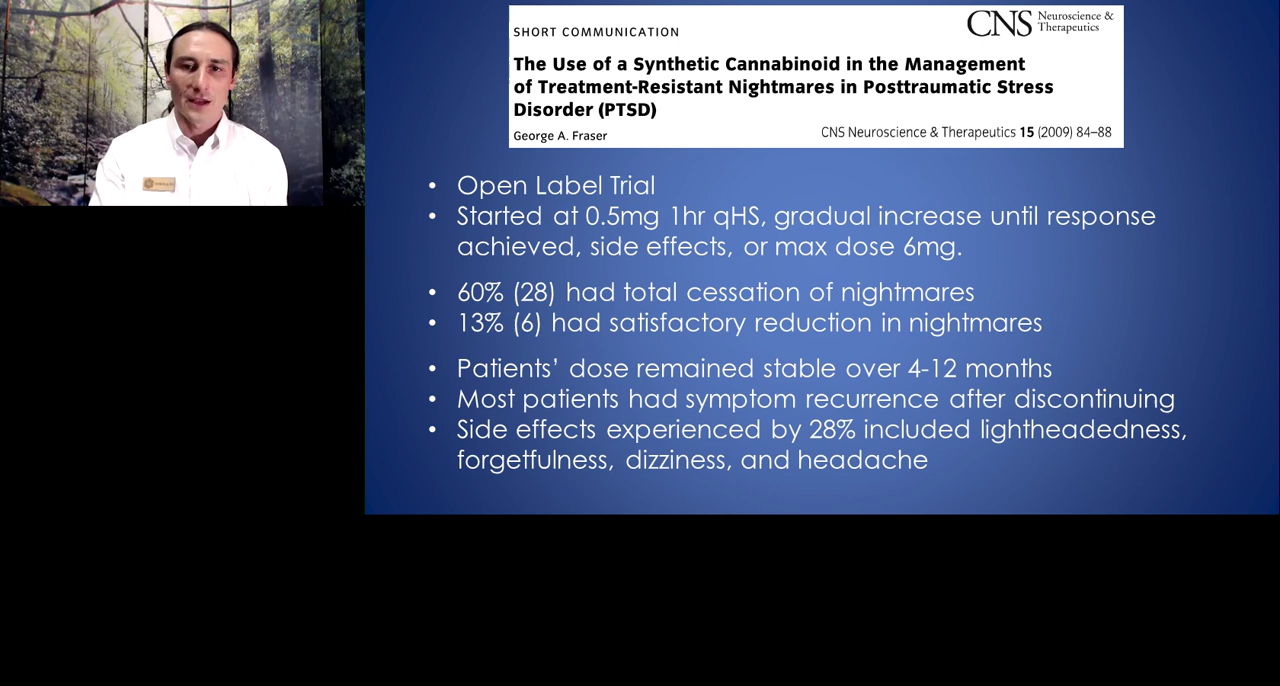 SHORT COMMUNICATION
CNS Neuroscience & Therapeutics
The Use of a Synthetic Cannabinoid in the Management
of Treatment-Resistant Nightmares in Posttraumatic Stress
Disorder (PTSD)
George A. Fraser
CNS Neuroscience & Therapeutics 15 (2009) 84–88
• Open Label Trial
• Started at 0.5mg 1hr qHS, gradual increase until response
achieved, side effects, or max dose 6mg.
• 60% (28) had total cessation of nightmares
• 13% (6) had satisfactory reduction in nightmares
• Patients’ dose remained stable over 4-12 months
• Most patients had symptom recurrence after discontinuing
• Side effects experienced by 28% included lightheadedness,
forgetfulness, dizziness, and headache